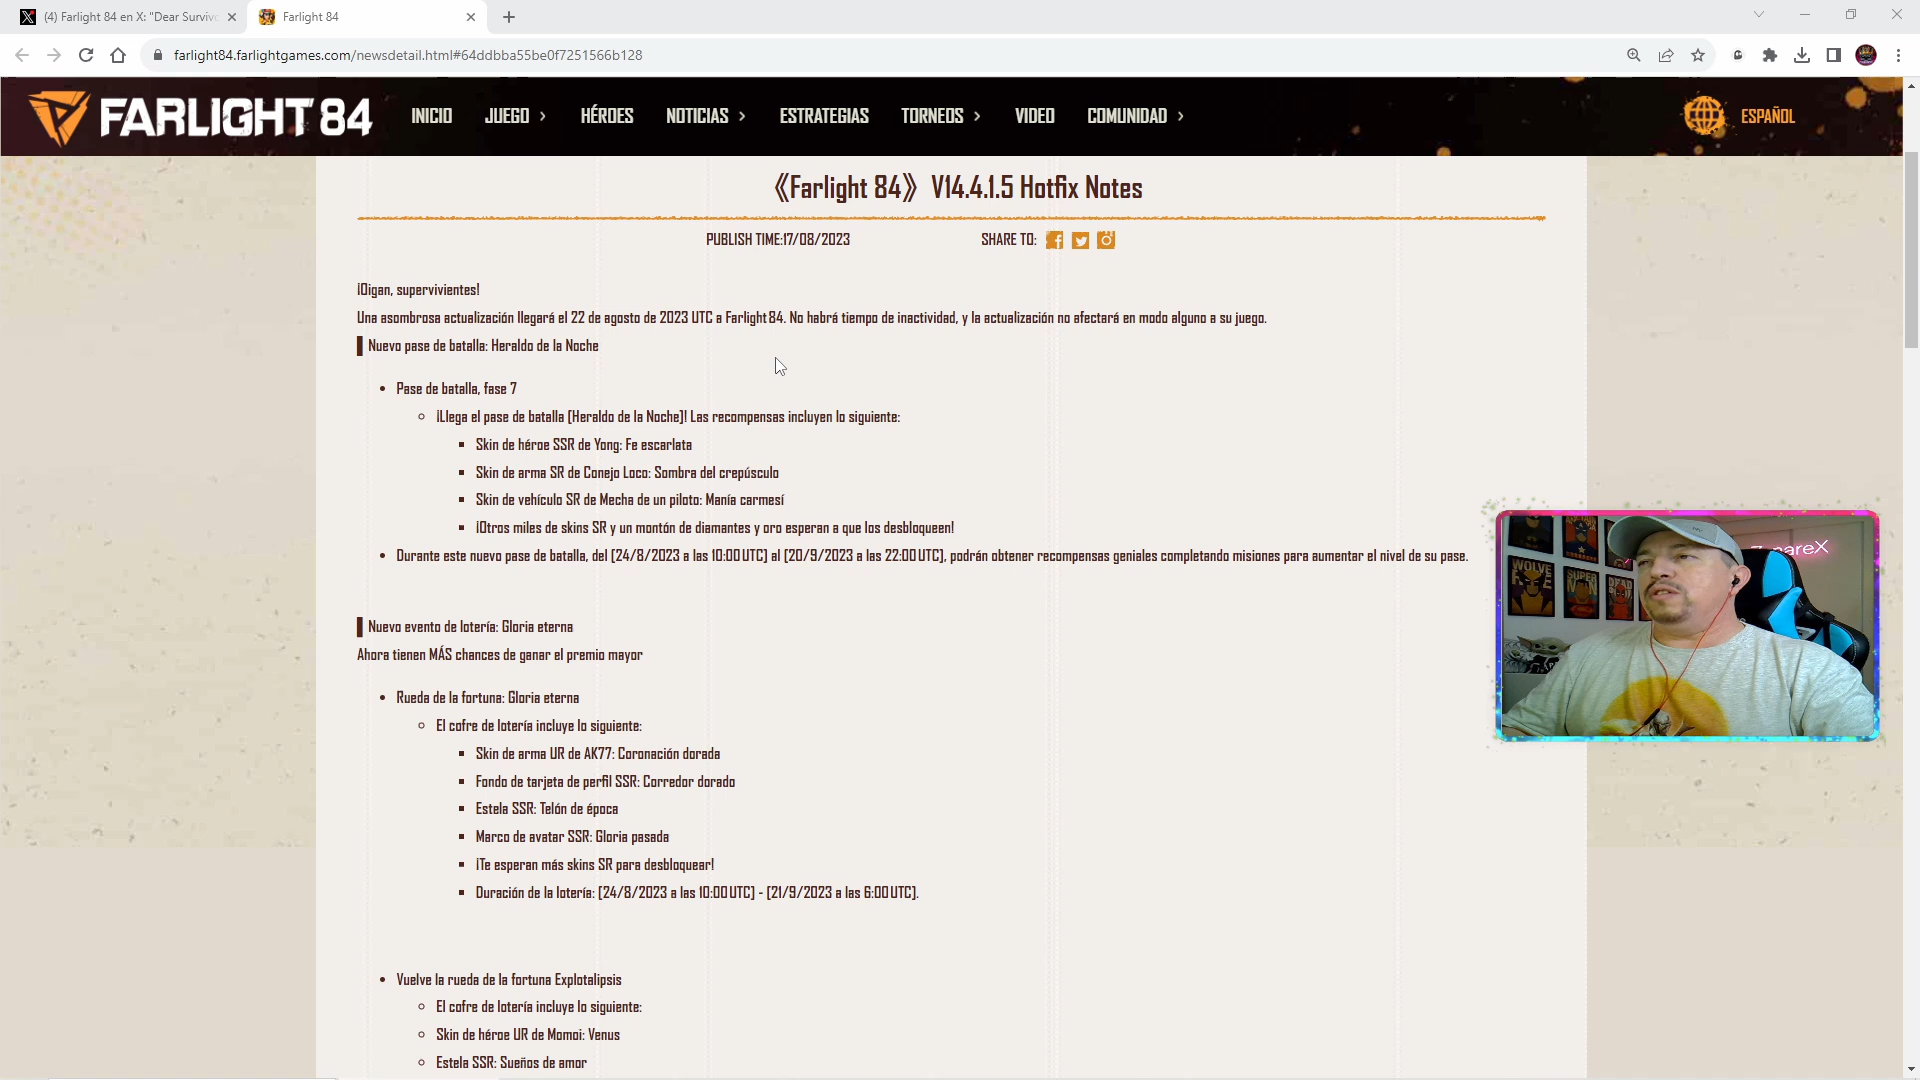 (4) Farlight 84 en X: "Dear Surviv
Farlight 84
farlight84.farlightgames.com/newsdetail.html#64ddbba55be0f7251566b128
FARLIGHT 84
INICIO
JUEGO
HÉROES
NOTICIAS
ESTRATEGIAS
TORNEOS
VIDEO
COMUNIDAD
ESPAÑOL
《Farlight 84》 V14.4.1.5 Hotfix Notes
PUBLISH TIME:17/08/2023
SHARE TO:
¡Oigan, supervivientes!
Una asombrosa actualización llegará el 22 de agosto de 2023 UTC a Farlight 84. No habrá tiempo de inactividad, y la actualización no afectará en modo alguno a su juego.
Nuevo pase de batalla: Heraldo de la Noche
Pase de batalla, fase 7
¡Llega el pase de batalla [Heraldo de la Noche]! Las recompensas incluyen lo siguiente:
Skin de héroe SSR de Yong: Fe escarlata
Skin de arma SR de Conejo Loco: Sombra del crepúsculo
Skin de vehículo SR de Mecha de un piloto: Manía carmesí
¡Otros miles de skins SR y un montón de diamantes y oro esperan a que los desbloqueen!
Durante este nuevo pase de batalla, del [24/8/2023 a las 10:00 UTC] al [20/9/2023 a las 22:00 UTC], podrán obtener recompensas geniales completando misiones para aumentar el nivel de su pase.
Nuevo evento de lotería: Gloria eterna
Ahora tienen MÁS chances de ganar el premio mayor
Rueda de la fortuna: Gloria eterna
El cofre de lotería incluye lo siguiente:
Skin de arma UR de AK77: Coronación dorada
Fondo de tarjeta de perfil SSR: Corredor dorado
Estela SSR: Telón de época
Marco de avatar SSR: Gloria pasada
¡Te esperan más skins SR para desbloquear!
Duración de la lotería: [24/8/2023 a las 10:00 UTC] - [21/9/2023 a las 6:00 UTC].
Vuelve la rueda de la fortuna Explotalipsis
El cofre de lotería incluye lo siguiente:
Skin de héroe UR de Momoi: Venus
Estela SSR: Sueños de amor
WOLVE
SUPER
MAN
DEAD